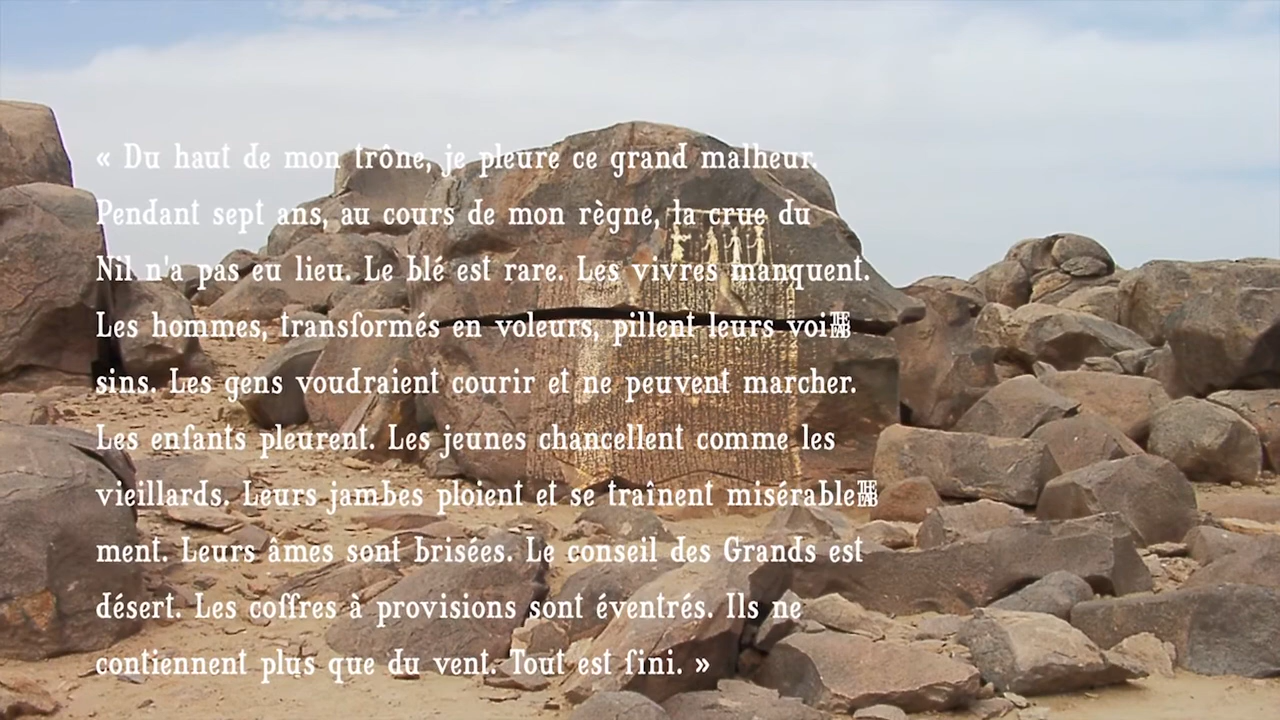 « Du haut de mon trône, je pleure ce grand malheur.
Pendant sept ans, au cours de mon règne, la crue du
Nil n'a pas eu lieu. Le blé est rare. Les vivres manquent.
Les hommes, transformés en voleurs, pillent leurs voi
sins. Les gens voudraient courir et ne peuvent marcher.
Les enfants pleurent. Les jeunes chancellent comme les
vieillards. Leurs jambes ploient et se traînent misérable
ment. Leurs âmes sont brisées. Le conseil des Grands est
désert. Les coffres à provisions sont éventrés. Ils ne
contiennent plus que du vent. Tout est fini. »